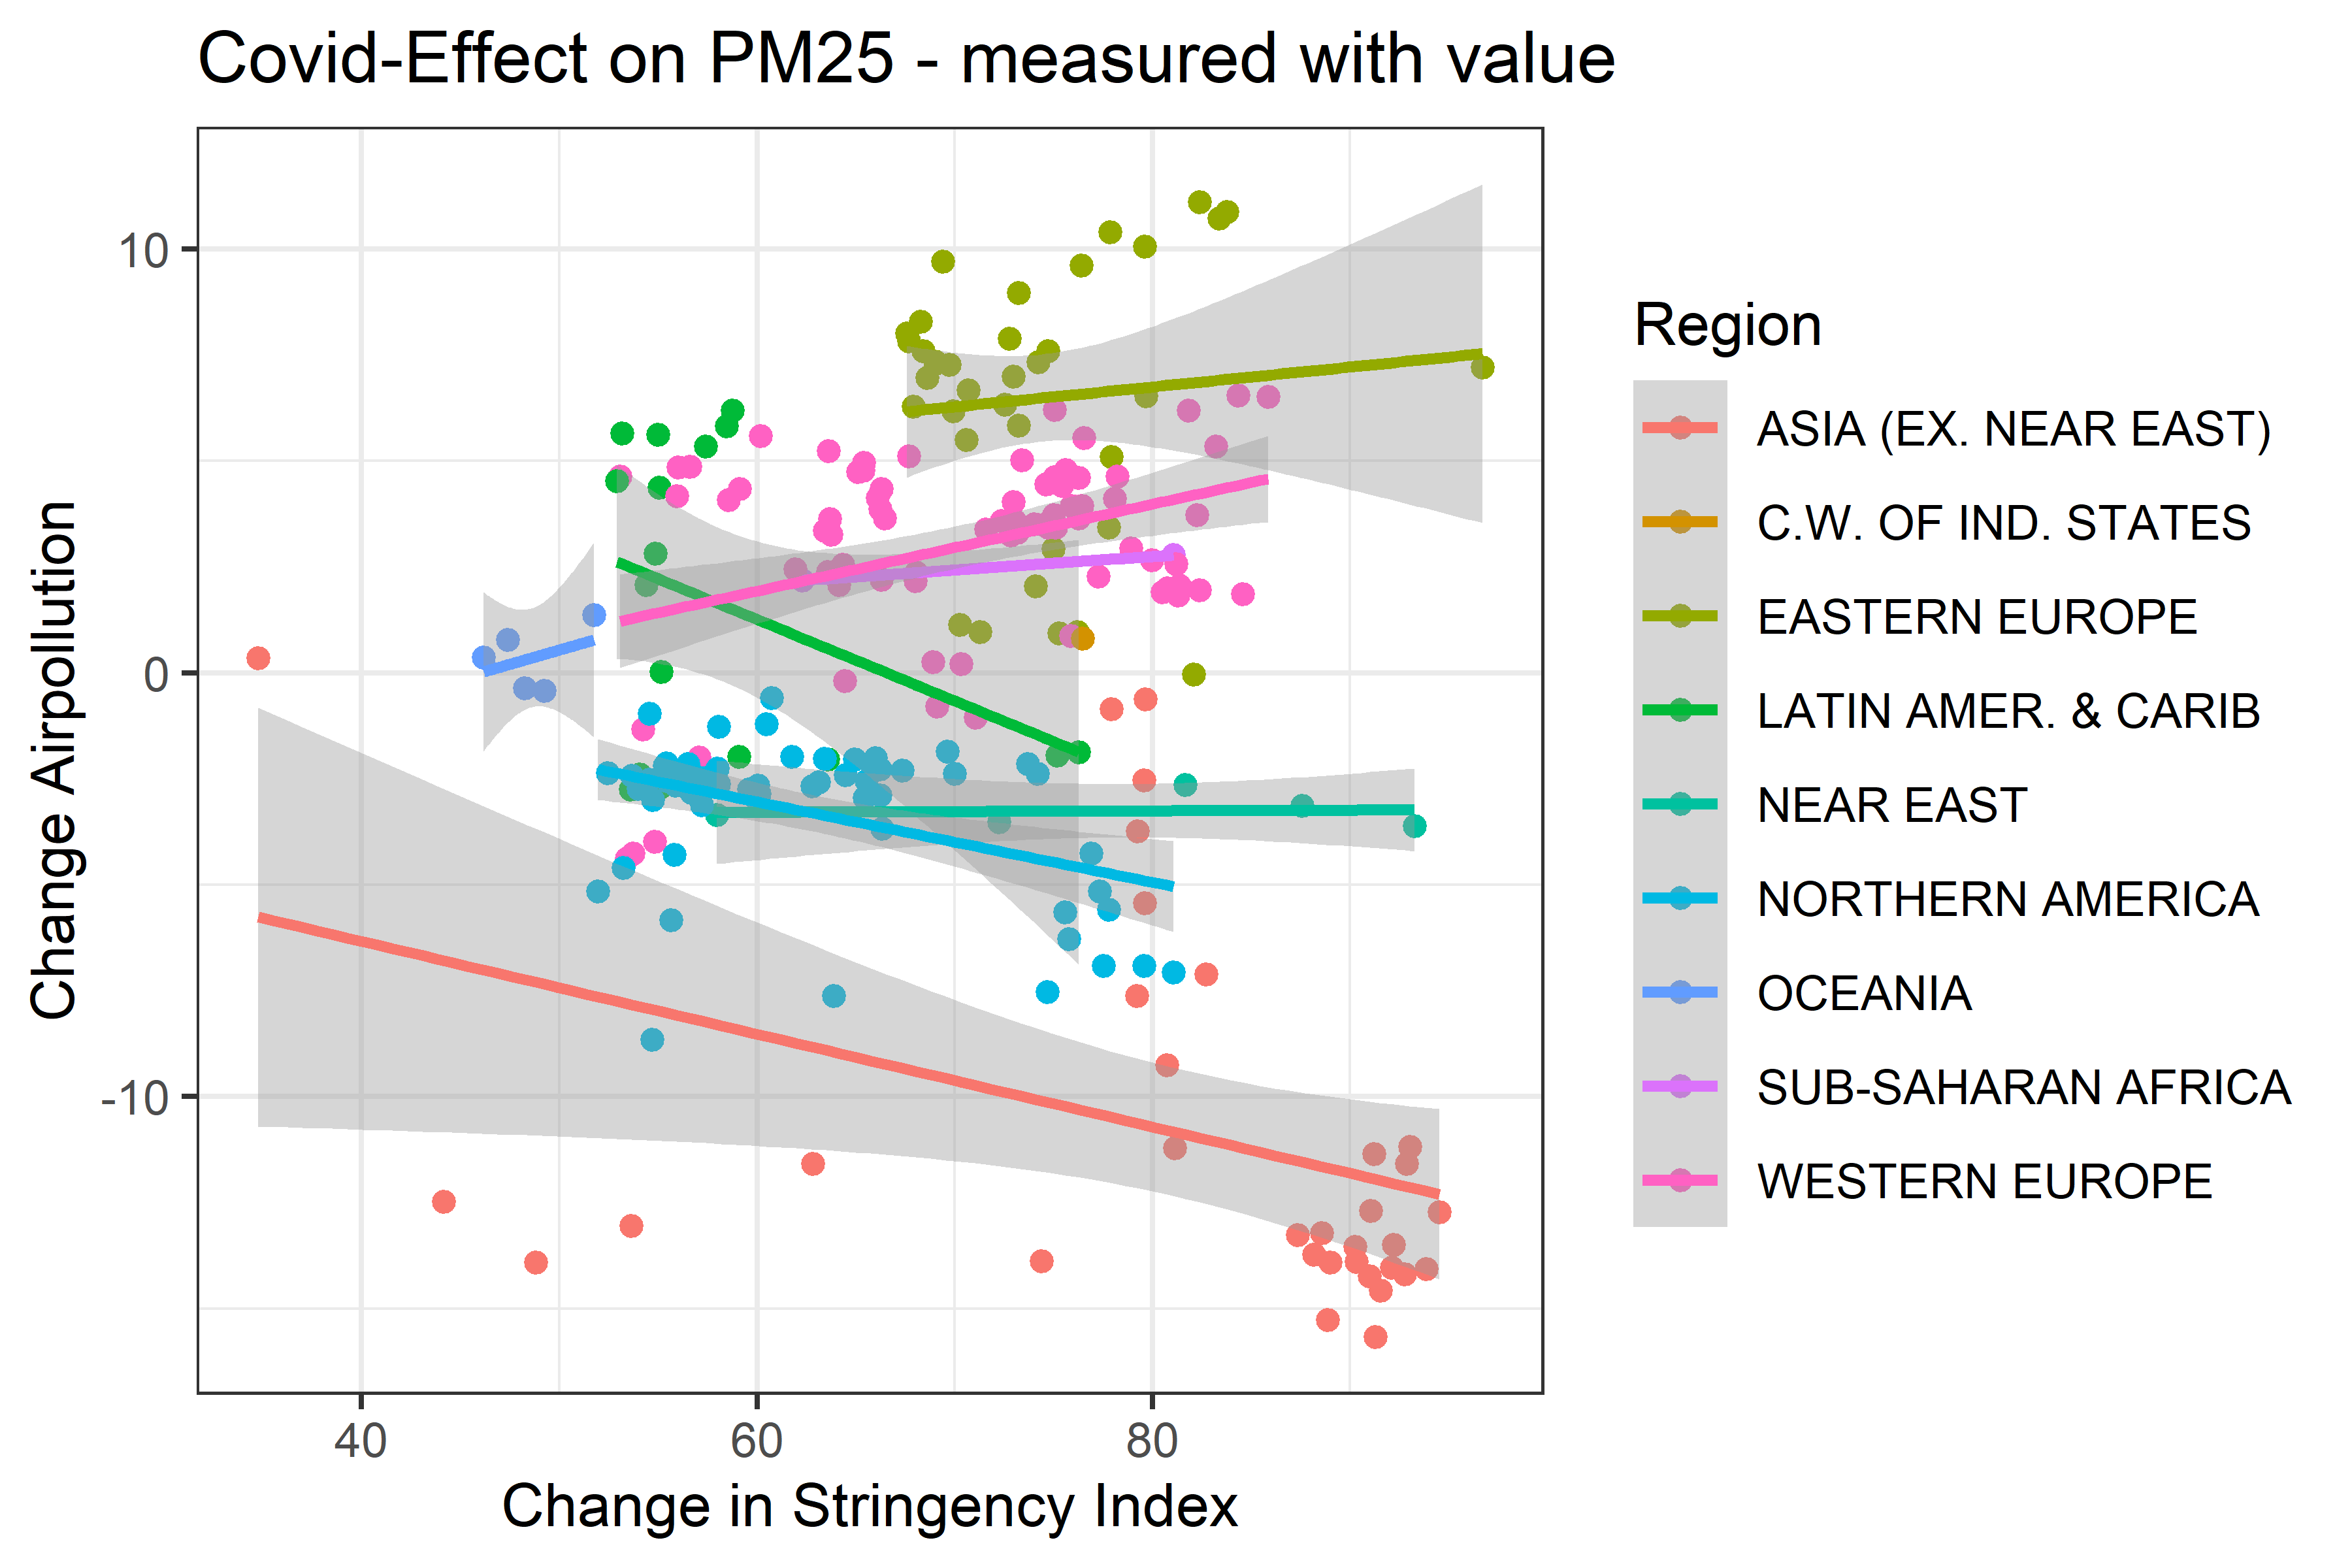 Covid-Effect on PM25 - measured with value
Change Airpollution
10
0
-10
40 60 80
Change in Stringency Index
Region
ASIA (EX. NEAR EAST)
C.W. OF IND. STATES
EASTERN EUROPE
LATIN AMER. & CARIB
NEAR EAST
NORTHERN AMERICA
OCEANIA
SUB-SAHARAN AFRICA
WESTERN EUROPE